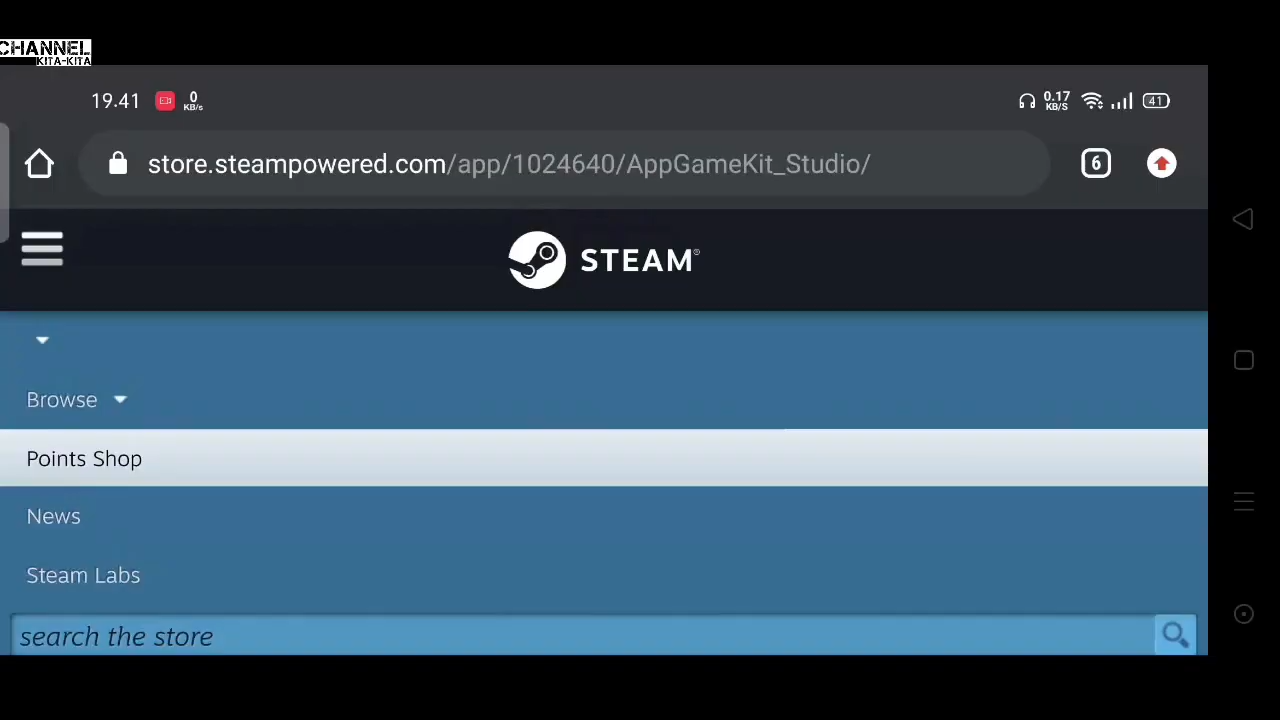 CHANNEL
KITA-KITA
19.41 0 KB/s 0.17 KB/S 41
store.steampowered.com/app/1024640/AppGameKit_Studio/ 6
STEAM®
Browse
Points Shop
News
Steam Labs
search the store